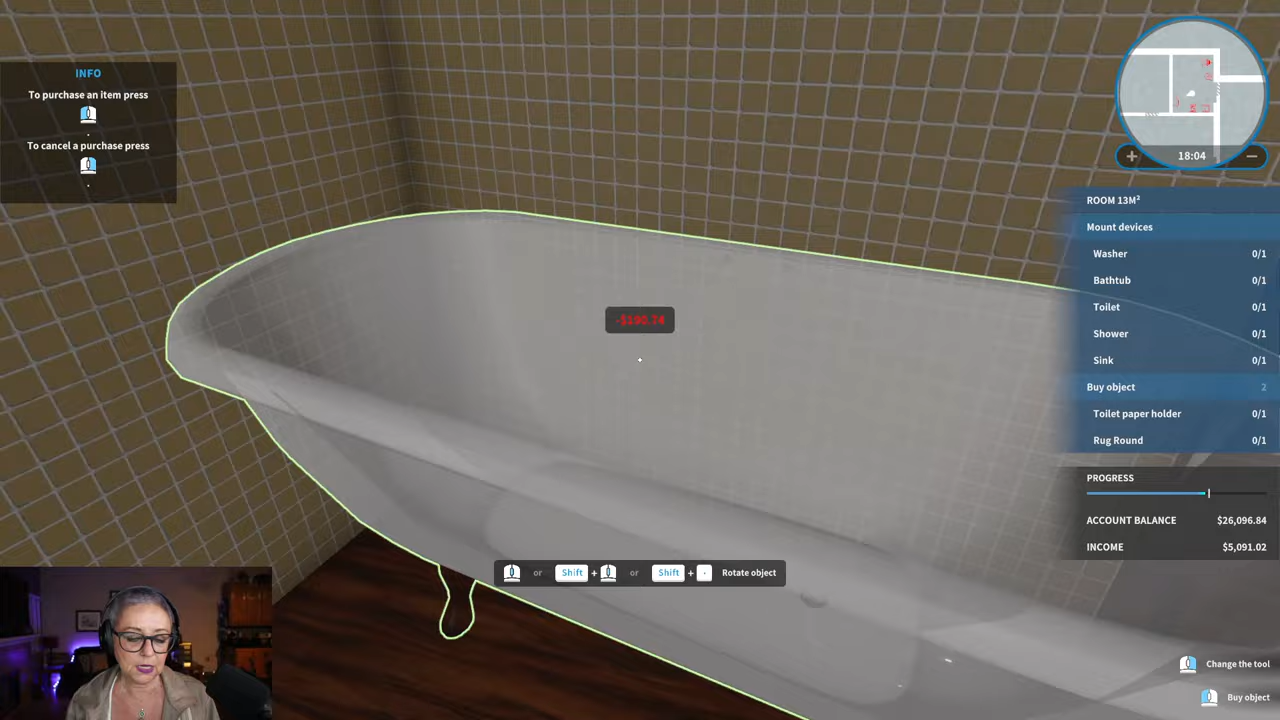 INFO
To purchase an item press
.
To cancel a purchase press
.
-$190.74
or Shift + or Shift + . Rotate object
+ 18:04 −
ROOM 13M²
Mount devices
Washer 0/1
Bathtub 0/1
Toilet 0/1
Shower 0/1
Sink 0/1
Buy object 2
Toilet paper holder 0/1
Rug Round 0/1
PROGRESS
ACCOUNT BALANCE $26,096.84
INCOME $5,091.02
Change the tool
Buy object